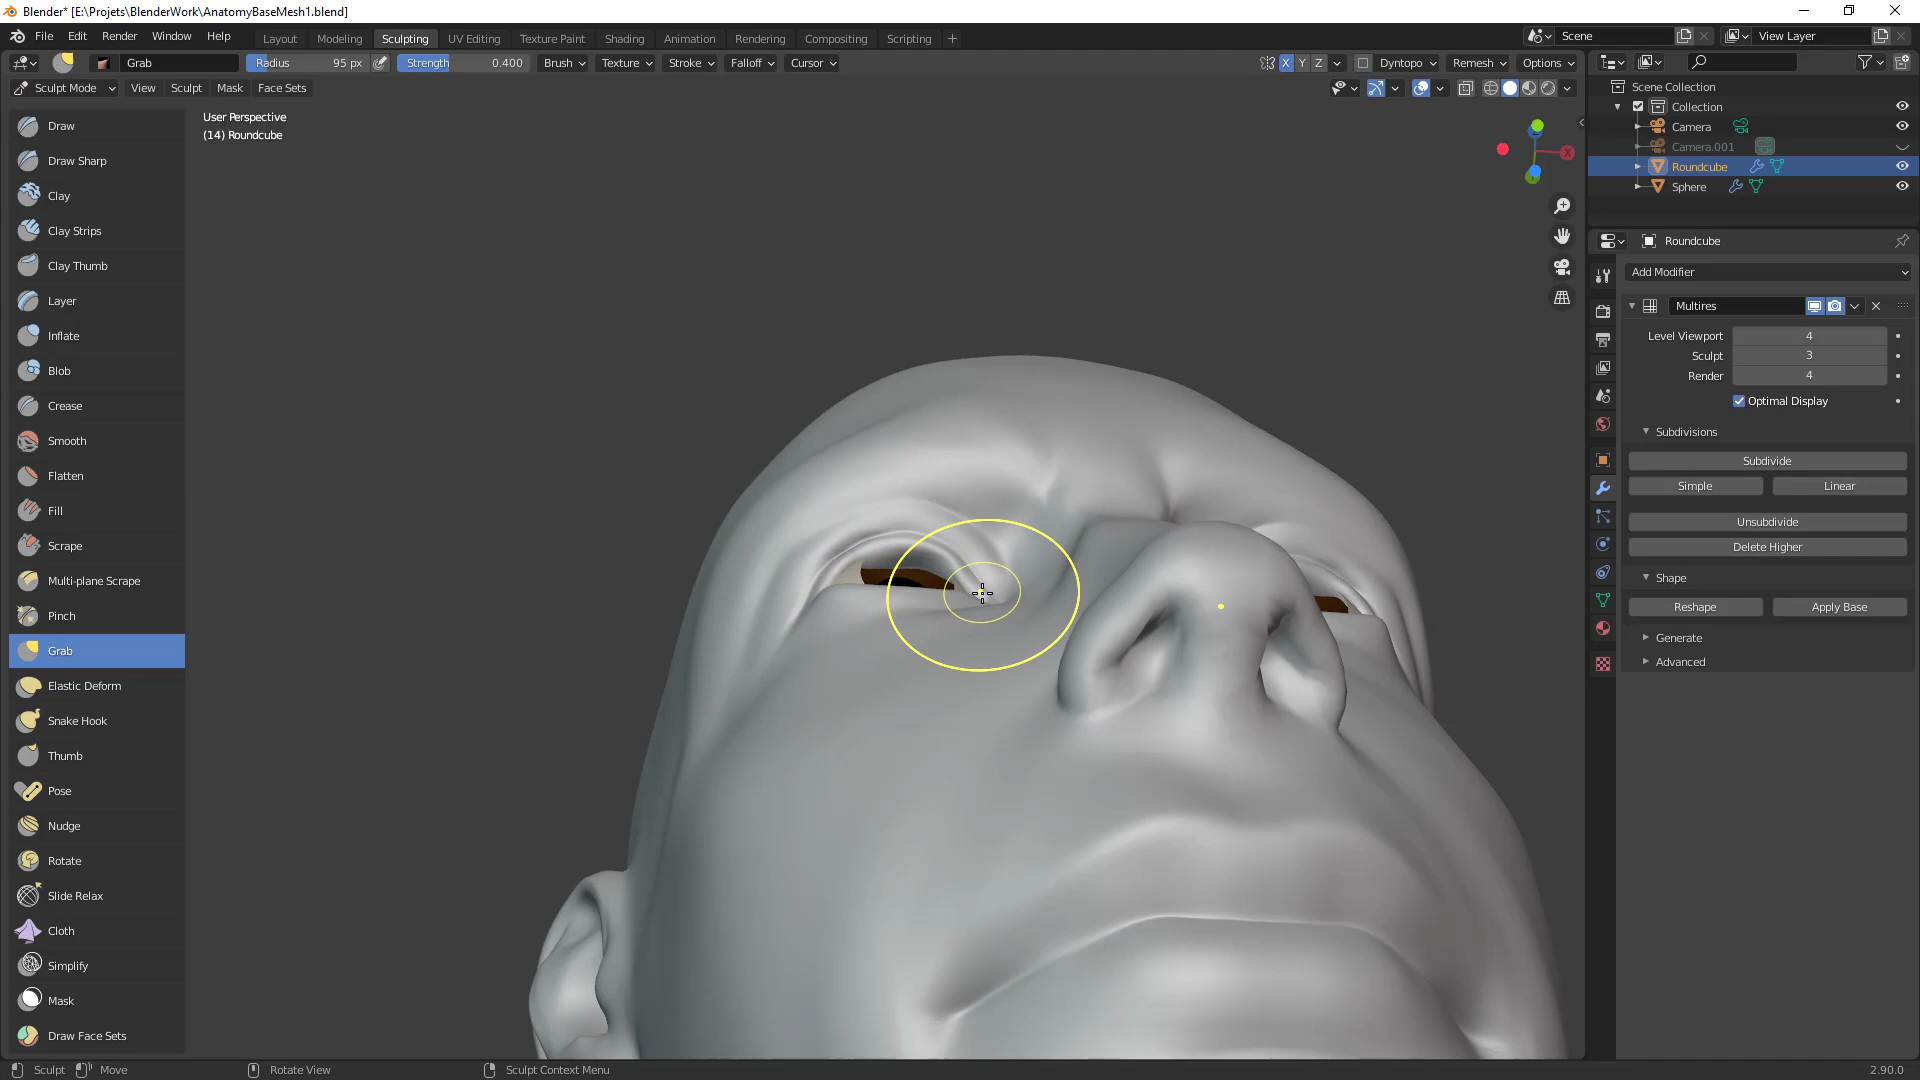 Blender* [E:\Projets\BlenderWork\AnatomyBaseMesh1.blend]
File Edit Render Window Help Layout Modeling Sculpting UV Editing Texture Paint Shading Animation Rendering Compositing Scripting + Scene View Layer
Grab Radius 95 px Strength 0.400 Brush Texture Stroke Falloff Cursor X Y Z Dyntopo Remesh Options
Sculpt Mode View Sculpt Mask Face Sets
User Perspective
(14) Roundcube
Draw
Draw Sharp
Clay
Clay Strips
Clay Thumb
Layer
Inflate
Blob
Crease
Smooth
Flatten
Fill
Scrape
Multi-plane Scrape
Pinch
Grab
Elastic Deform
Snake Hook
Thumb
Pose
Nudge
Rotate
Slide Relax
Cloth
Simplify
Mask
Draw Face Sets
X
Scene Collection
Collection
Camera
Camera.001
Roundcube
Sphere
Roundcube
Add Modifier
Multires
Level Viewport 4
Sculpt 3
Render 4
Optimal Display
Subdivisions
Subdivide
Simple Linear
Unsubdivide
Delete Higher
Shape
Reshape Apply Base
Generate
Advanced
Sculpt Move Rotate View Sculpt Context Menu 2.90.0